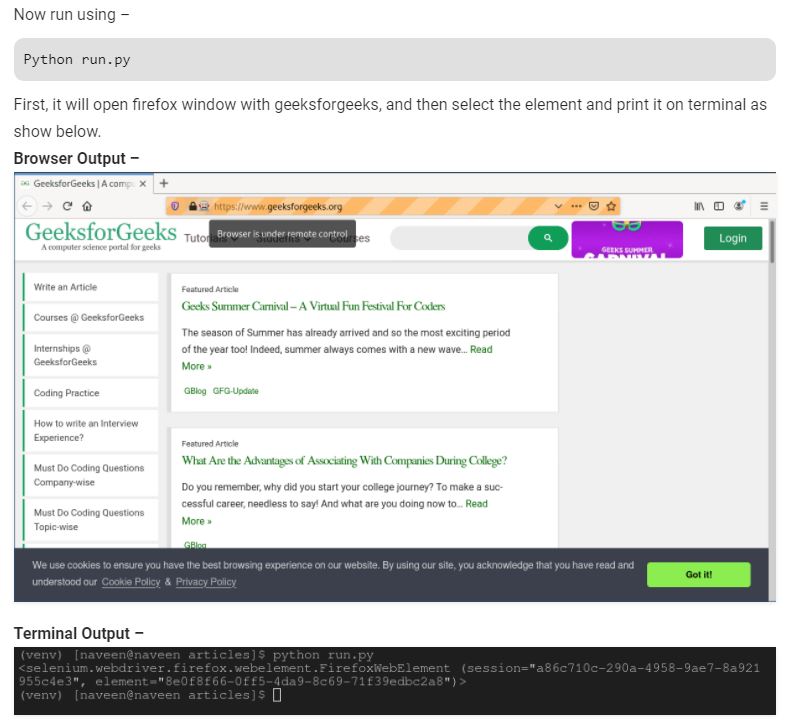 Now run using –
Python run.py
First, it will open firefox window with geeksforgeeks, and then select the element and print it on terminal as
show below.
Browser Output –
GeeksforGeeks | A comp
https://www.geeksforgeeks.org
GeeksforGeeks
A computer science portal for geeks
Tutorials Students Courses
Browser is under remote control
GEEKS SUMMER
CARNIVAL
Login
Write an Article
Courses @ GeeksforGeeks
Internships @
GeeksforGeeks
Coding Practice
How to write an Interview
Experience?
Must Do Coding Questions
Company-wise
Must Do Coding Questions
Topic-wise
Featured Article
Geeks Summer Carnival – A Virtual Fun Festival For Coders
The season of Summer has already arrived and so the most exciting period
of the year too! Indeed, summer always comes with a new wave... Read
More »
GBlog GFG-Update
Featured Article
What Are the Advantages of Associating With Companies During College?
Do you remember, why did you start your college journey? To make a suc-
cessful career, needless to say! And what are you doing now to... Read
More »
GBlog
We use cookies to ensure you have the best browsing experience on our website. By using our site, you acknowledge that you have read and
understood our Cookie Policy & Privacy Policy
Got it!
Terminal Output –
(venv) [naveen@naveen articles]$ python run.py
<selenium.webdriver.firefox.webelement.FirefoxWebElement (session="a86c710c-290a-4958-9ae7-8a921
955c4e3", element="8e0f8f66-0ff5-4da9-8c69-71f39edbc2a8")>
(venv) [naveen@naveen articles]$